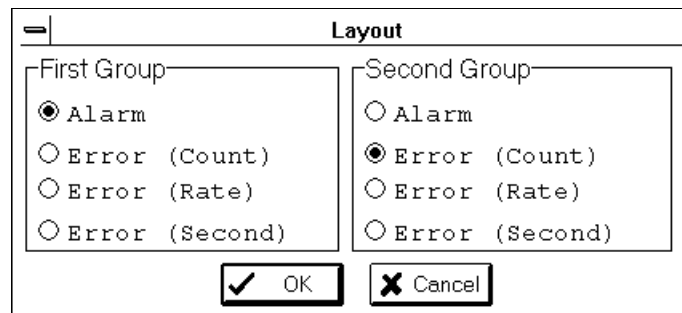 Layout
First Group
Alarm
Error (Count)
Error (Rate)
Error (Second)
Second Group
Alarm
Error (Count)
Error (Rate)
Error (Second)
OK
Cancel